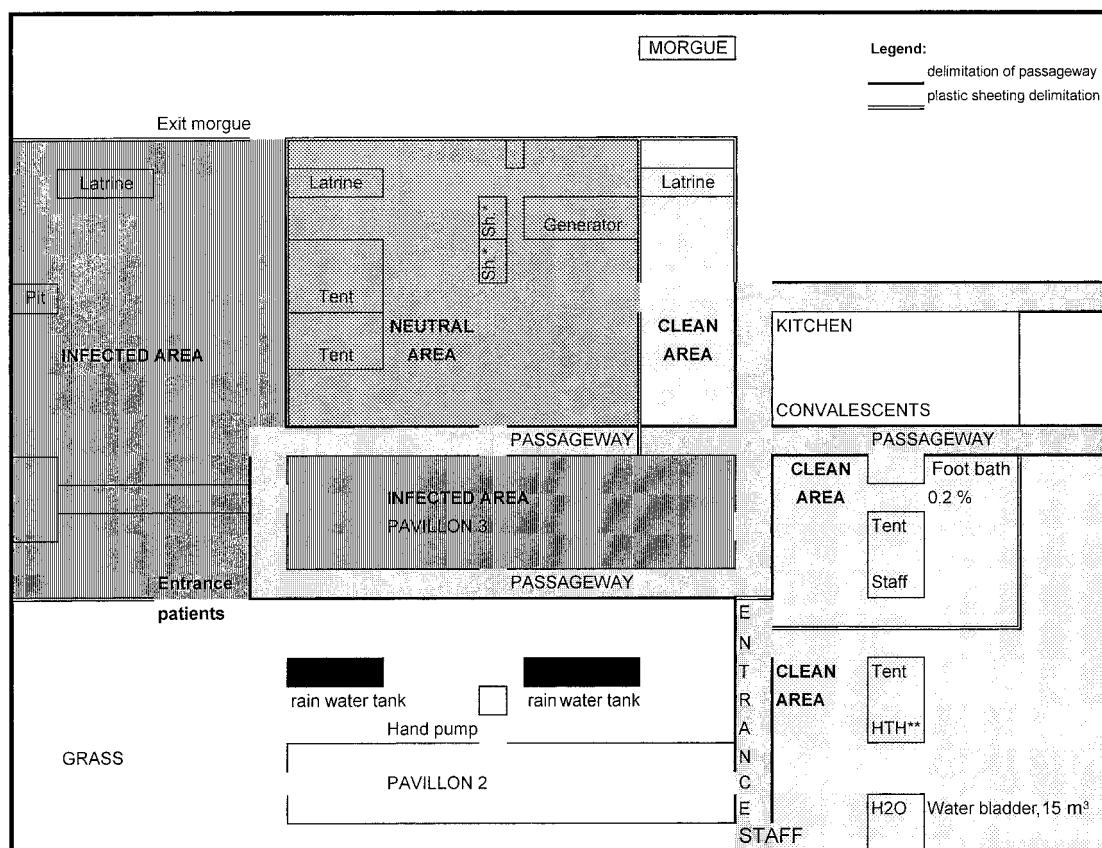 MORGUE
Legend:
delimitation of passageway
plastic sheeting delimitation
Exit morgue
Latrine
Latrine
Latrine
Sh.*
Sh.*
Generator
Pit
Tent
Tent
INFECTED AREA
NEUTRAL
AREA
CLEAN
AREA
KITCHEN
CONVALESCENTS
PASSAGEWAY
PASSAGEWAY
INFECTED AREA
PAVILLON 3
CLEAN
AREA
Foot bath
0.2 %
Tent
Staff
PASSAGEWAY
Entrance
patients
ENTRANCE
STAFF
rain water tank
rain water tank
Hand pump
CLEAN
AREA
Tent
HTH**
GRASS
PAVILLON 2
H2O
Water bladder, 15 m³